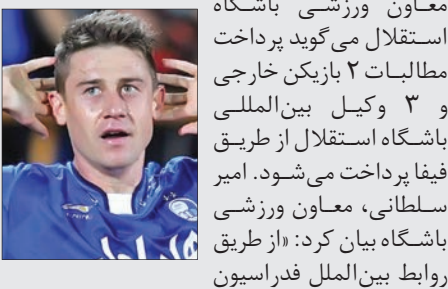 معاون ورزشی باشگاه
استقلال می‌گوید پرداخت
مطالبات ۲ بازیکن خارجی
و ۳ وکیل بین‌المللی
باشگاه استقلال از طریق
فیفا پرداخت می‌شود. امیر
سلطانی، معاون ورزشی
باشگاه بیان کرد: «از طریق
روابط بین‌الملل فدراسیون